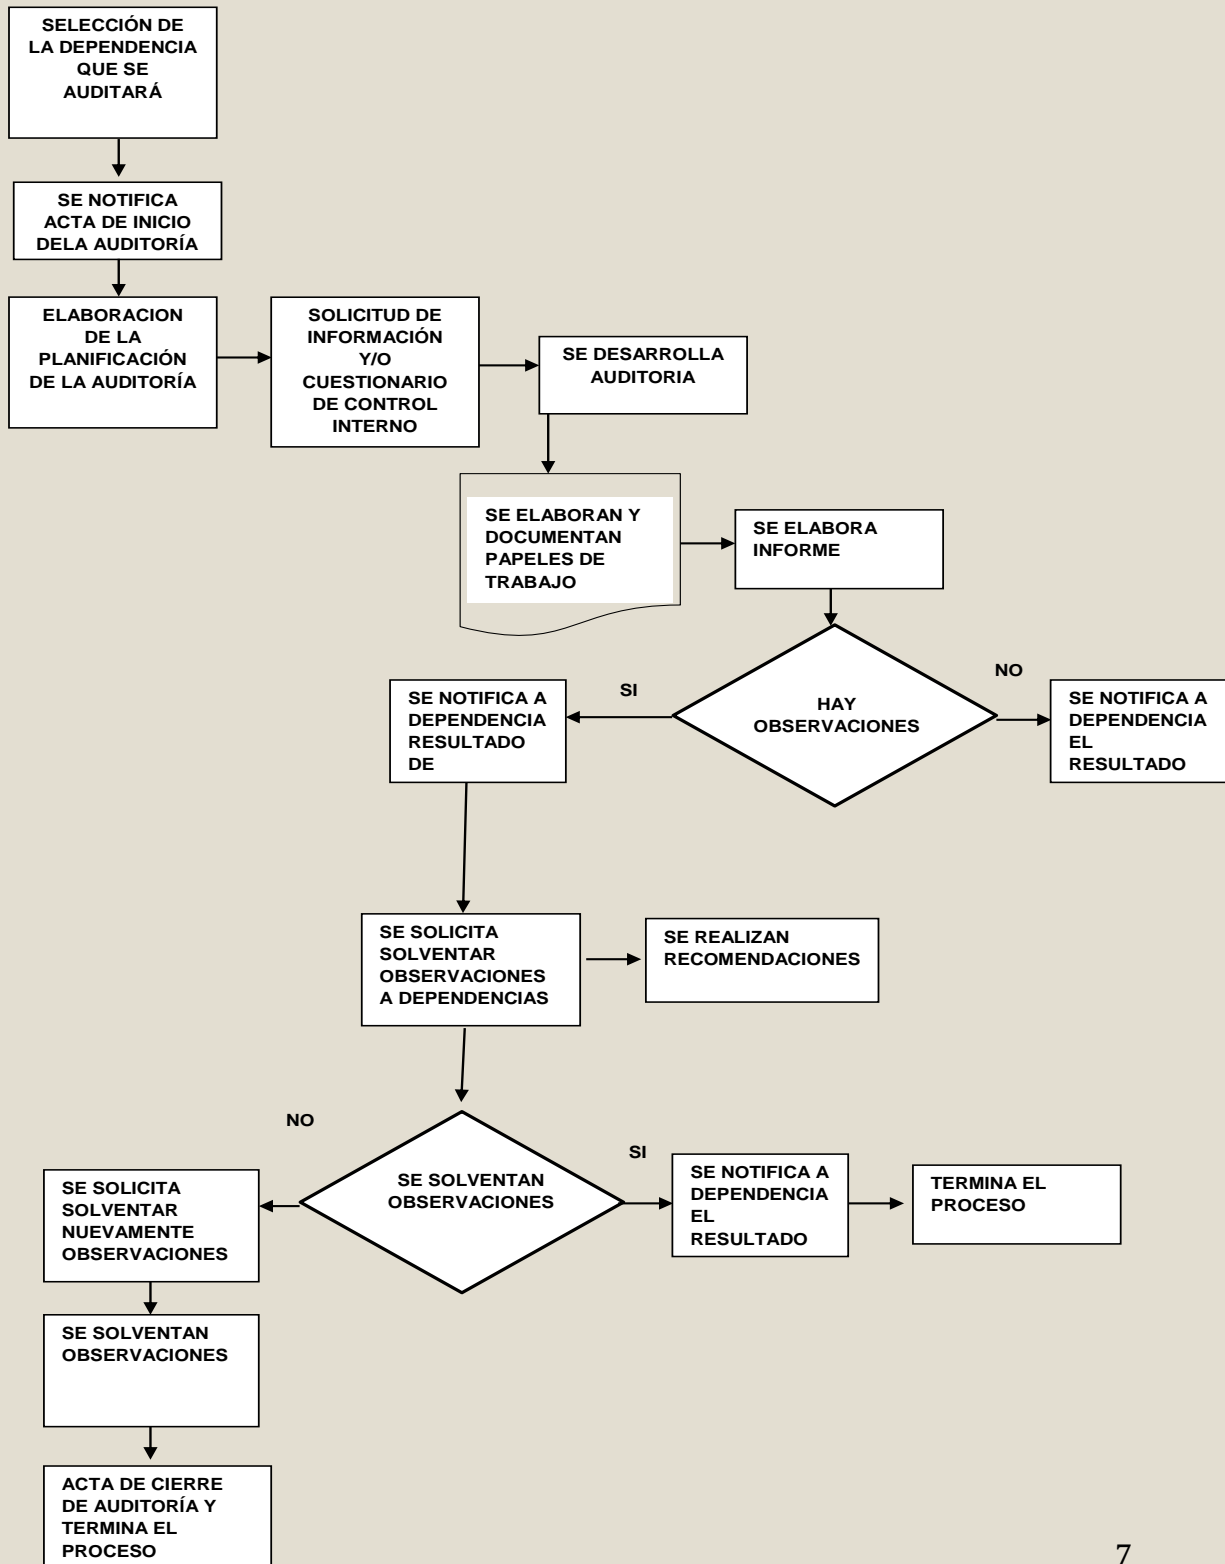 SELECCIÓN DE
LA DEPENDENCIA
QUE SE
AUDITARÁ
SE NOTIFICA
ACTA DE INICIO
DELA AUDITORÍA
ELABORACION
DE LA
PLANIFICACIÓN
DE LA AUDITORÍA
SOLICITUD DE
INFORMACIÓN
Y/O
CUESTIONARIO
DE CONTROL
INTERNO
SE DESARROLLA
AUDITORIA
SE ELABORAN Y
DOCUMENTAN
PAPELES DE
TRABAJO
SE ELABORA
INFORME
HAY
OBSERVACIONES
SI
NO
SE NOTIFICA A
DEPENDENCIA
RESULTADO
DE
SE NOTIFICA A
DEPENDENCIA
EL
RESULTADO
SE SOLICITA
SOLVENTAR
OBSERVACIONES
A DEPENDENCIAS
SE REALIZAN
RECOMENDACIONES
SE SOLVENTAN
OBSERVACIONES
NO
SI
SE SOLICITA
SOLVENTAR
NUEVAMENTE
OBSERVACIONES
SE NOTIFICA A
DEPENDENCIA
EL
RESULTADO
TERMINA EL
PROCESO
SE SOLVENTAN
OBSERVACIONES
ACTA DE CIERRE
DE AUDITORÍA Y
TERMINA EL
PROCESO
7